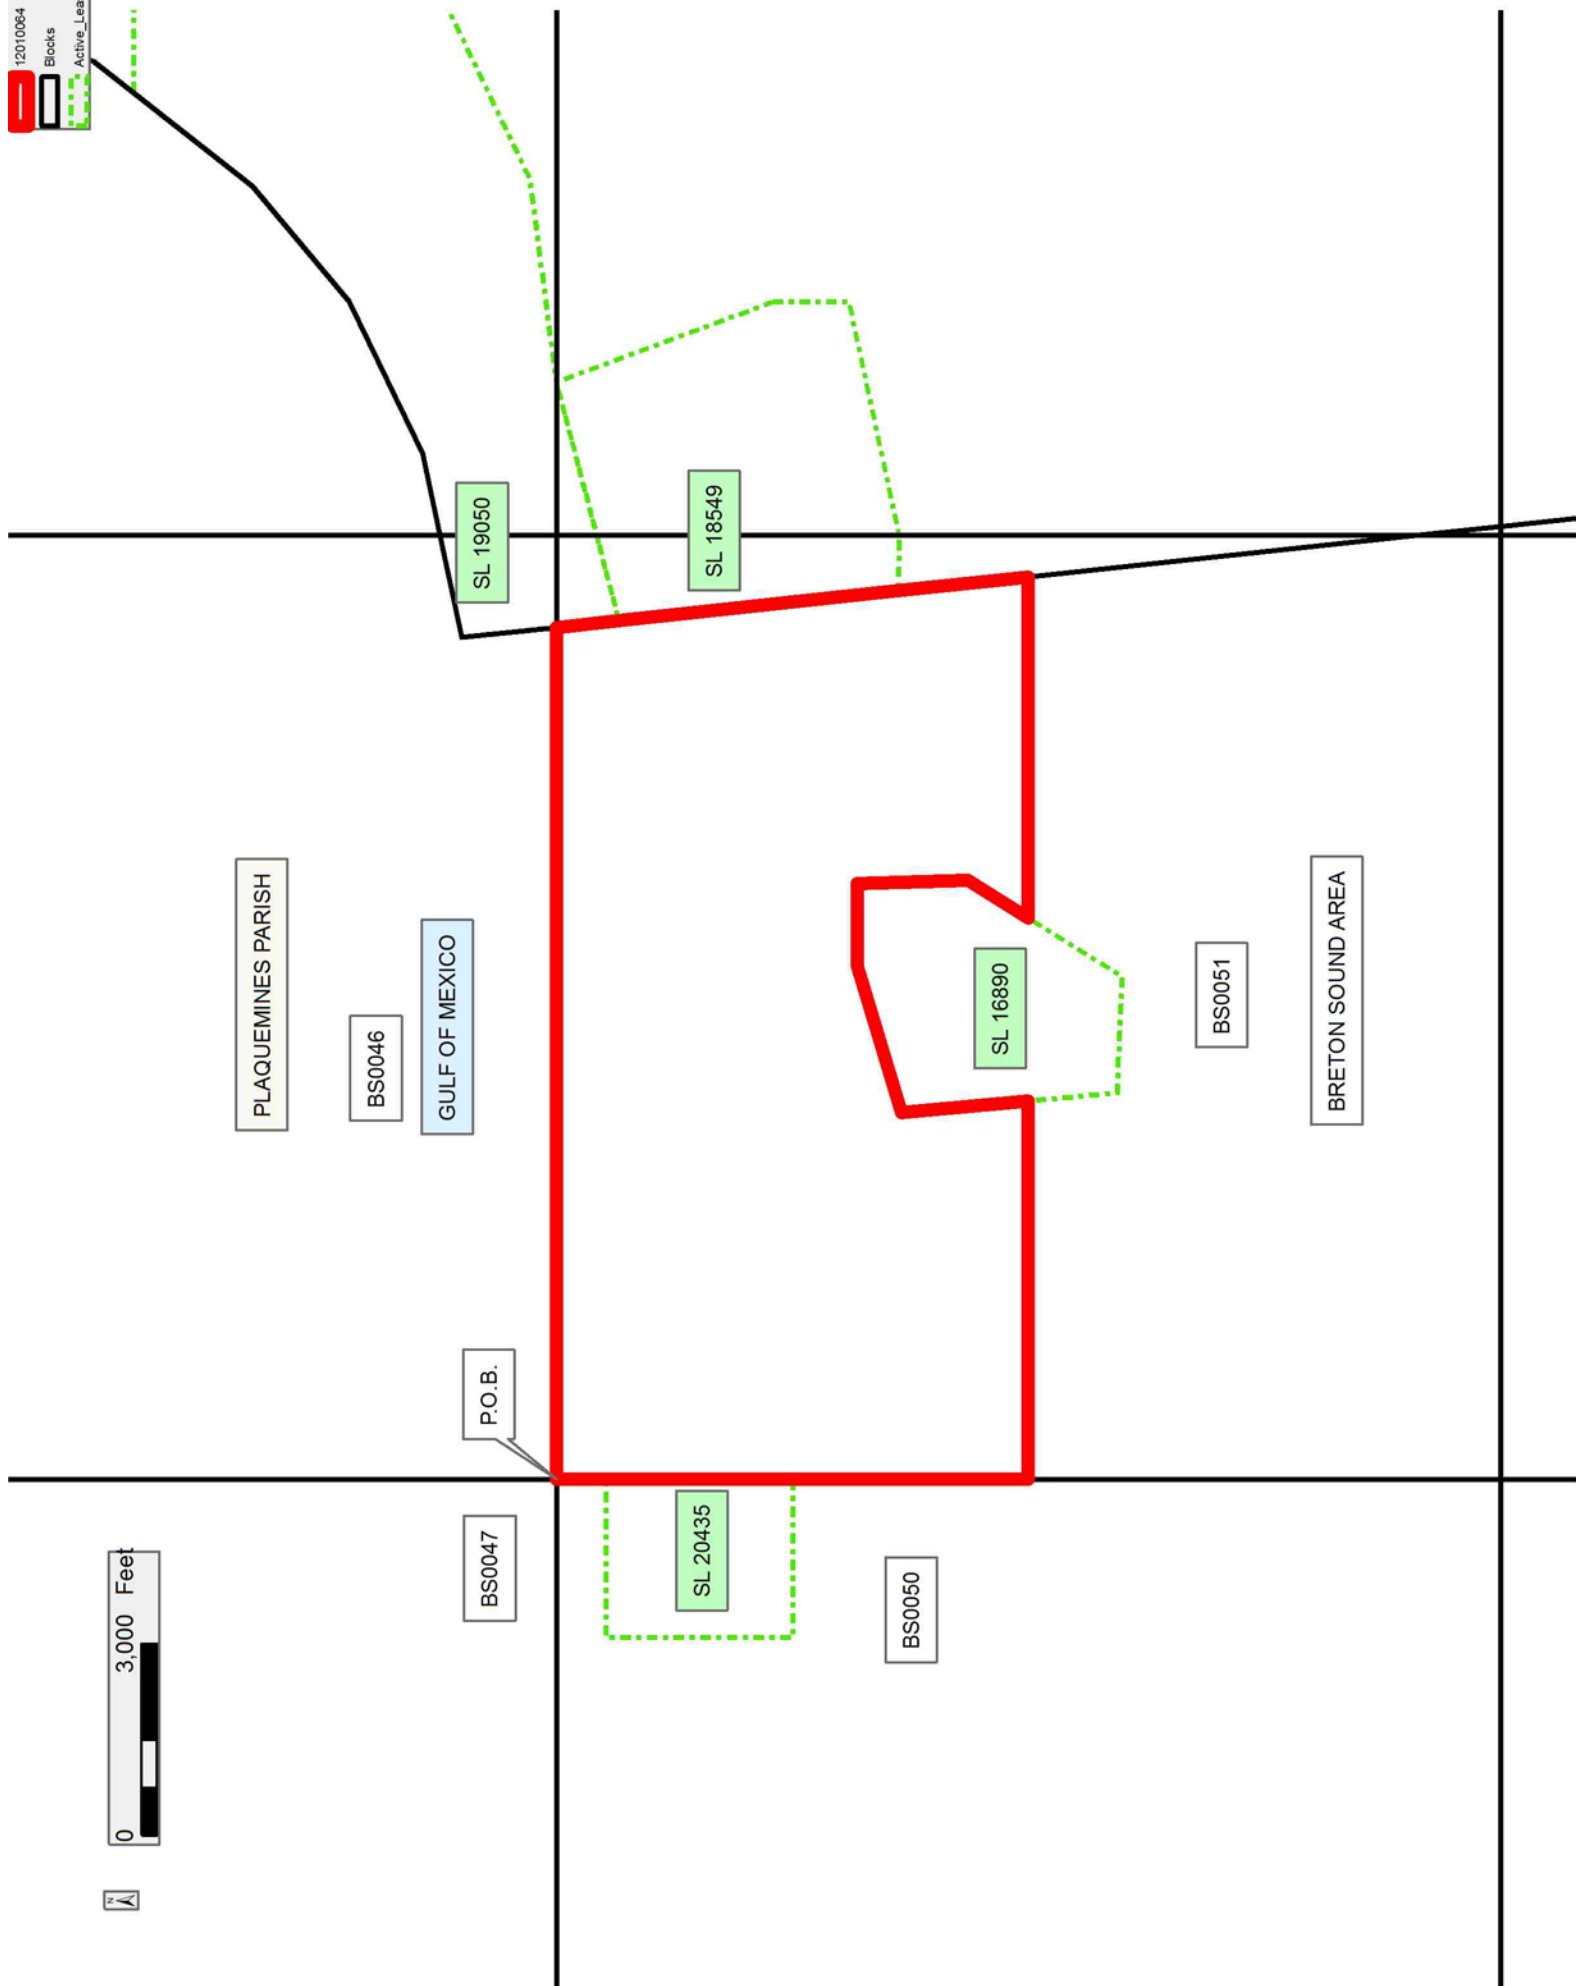 12010064
Blocks
Active_Lea
PLAQUEMINES PARISH
BS0046
GULF OF MEXICO
SL 19050
SL 18549
P.O.B.
SL 16890
BS0051
BRETON SOUND AREA
BS0047
SL 20435
BS0050
0 3,000 Feet
N